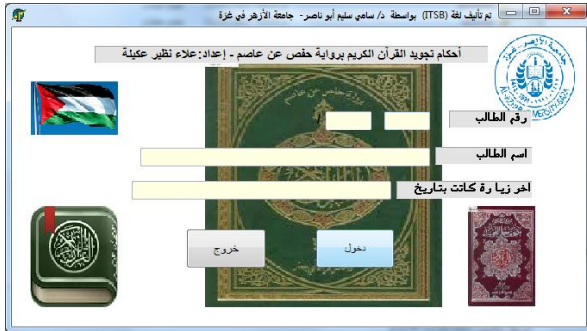 تم تأليف لغة (ITSB) بواسطة د/ سامي سليم أبو ناصر- جامعة الأزهر في غزة
أحكام تجويد القرآن الكريم برواية حفص عن عاصم - إعداد:علاء نظير عكيلة
رقم الطالب
/
اسم الطالب
اخر زيارة كانت بتاريخ
دخول
خروج